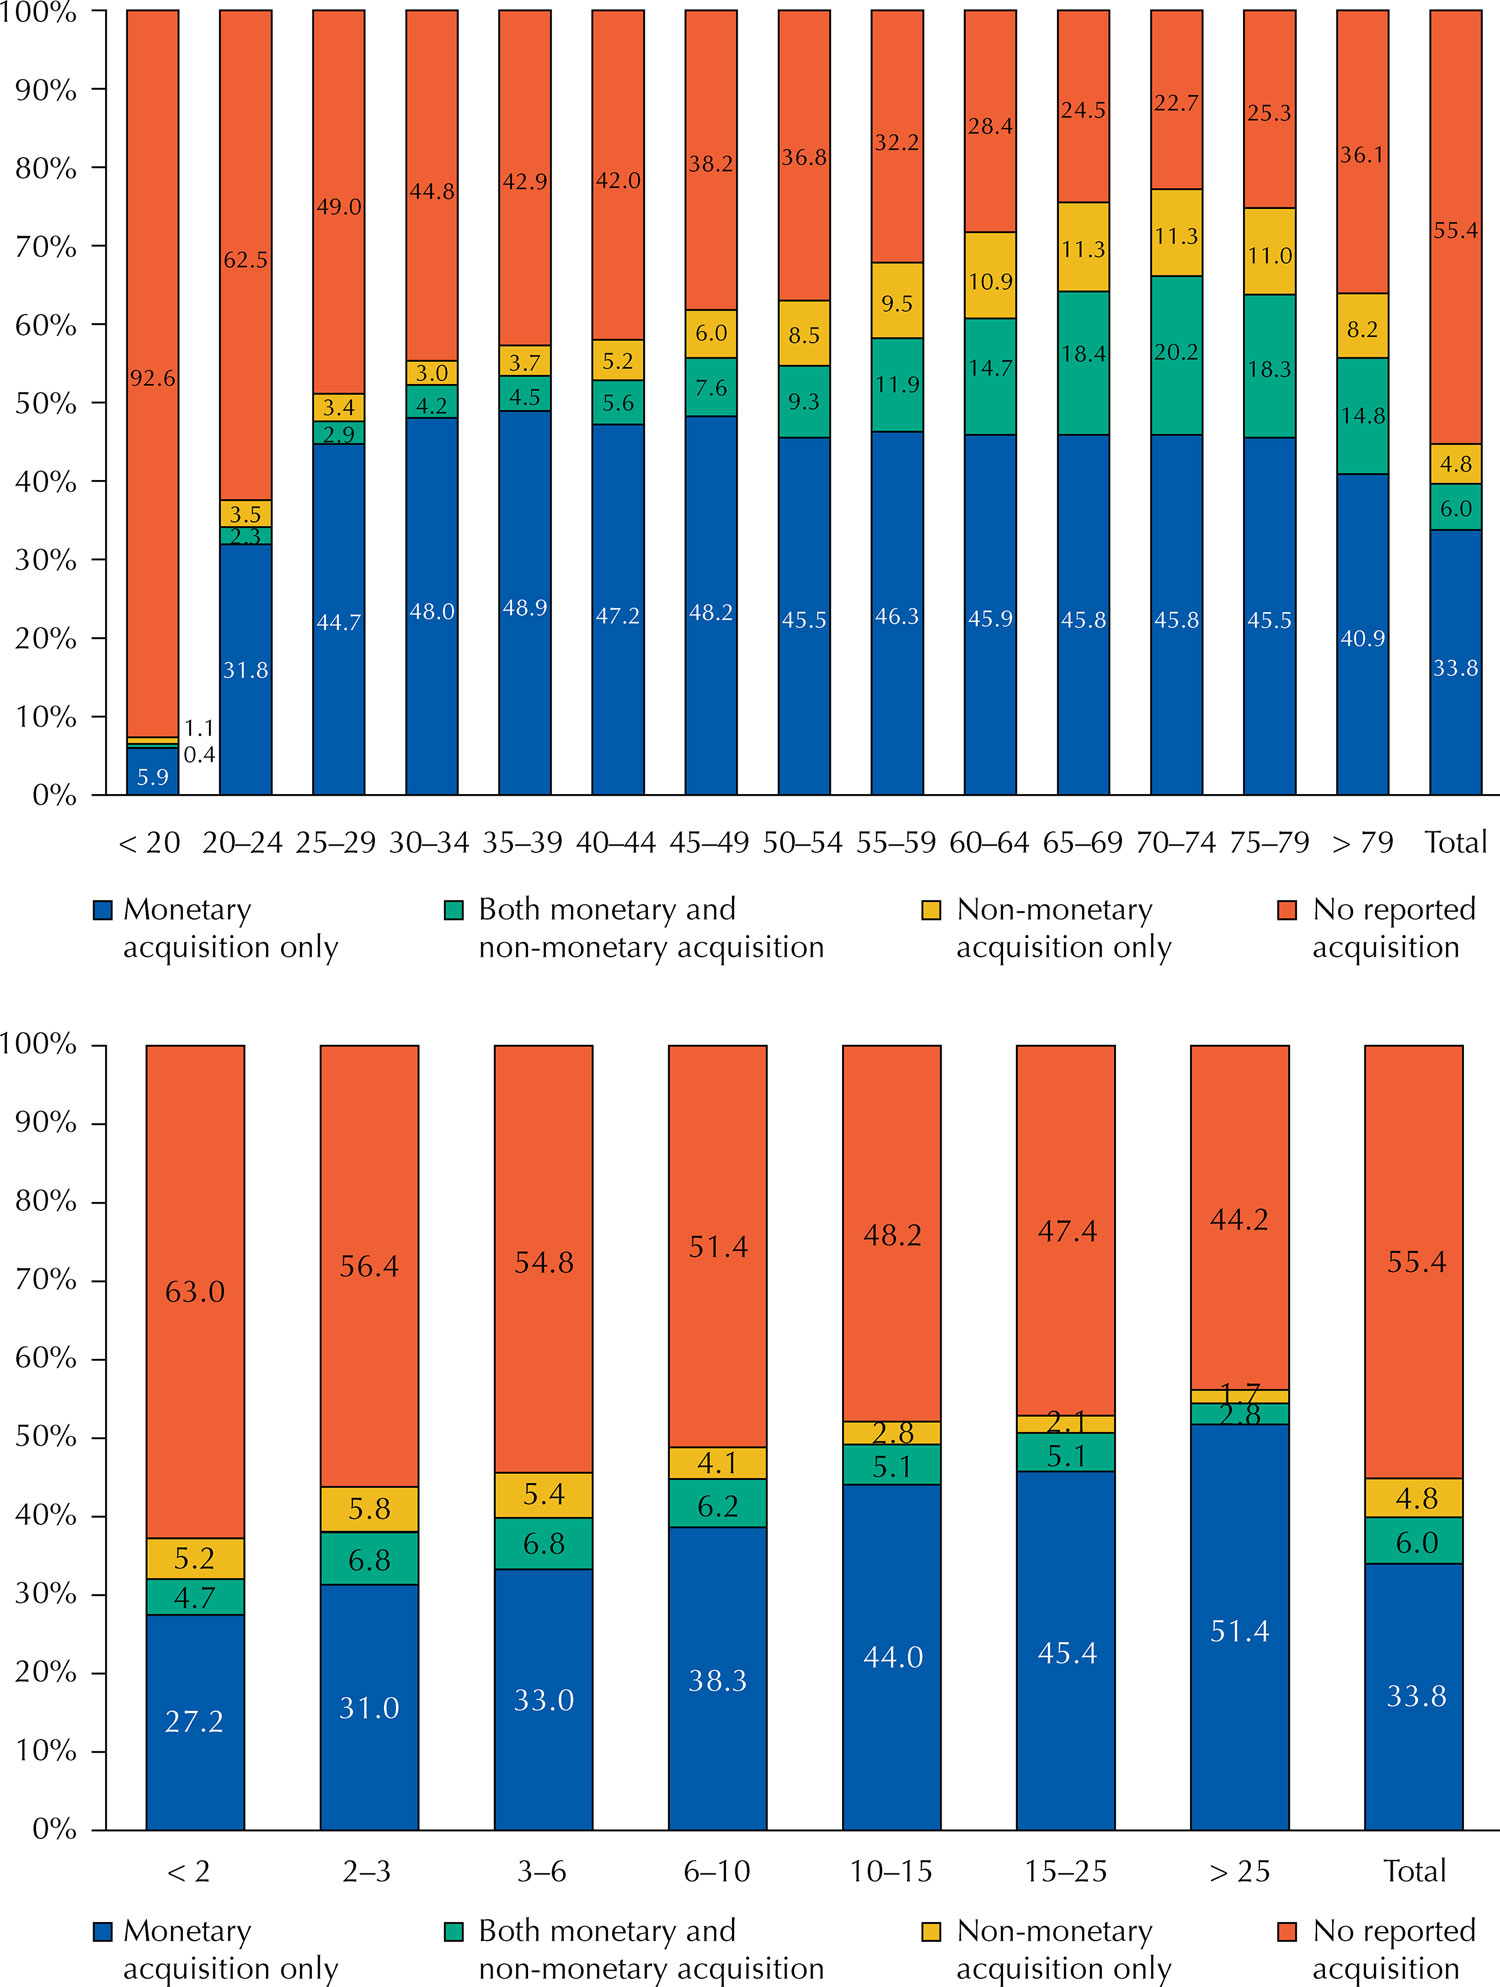 100%
90%
80%
70%
60%
50%
40%
30%
20%
10%
0%
92.6 1.1 0.4 5.9
62.5 3.5 2.3 31.8
49.0 3.4 2.9 44.7
44.8 3.0 4.2 48.0
42.9 3.7 4.5 48.9
42.0 5.2 5.6 47.2
38.2 6.0 7.6 48.2
36.8 8.5 9.3 45.5
32.2 9.5 11.9 46.3
28.4 10.9 14.7 45.9
24.5 11.3 18.4 45.8
22.7 11.3 20.2 45.8
25.3 11.0 18.3 45.5
36.1 8.2 14.8 40.9
55.4 4.8 6.0 33.8
< 20 20–24 25–29 30–34 35–39 40–44 45–49 50–54 55–59 60–64 65–69 70–74 75–79 > 79 Total
Monetary
acquisition only
Both monetary and
non-monetary acquisition
Non-monetary
acquisition only
No reported
acquisition
100%
90%
80%
70%
60%
50%
40%
30%
20%
10%
0%
63.0 5.2 4.7 27.2
56.4 5.8 6.8 31.0
54.8 5.4 6.8 33.0
51.4 4.1 6.2 38.3
48.2 2.8 5.1 44.0
47.4 2.1 5.1 45.4
44.2 1.7 2.8 51.4
55.4 4.8 6.0 33.8
< 2 2–3 3–6 6–10 10–15 15–25 > 25 Total
Monetary
acquisition only
Both monetary and
non-monetary acquisition
Non-monetary
acquisition only
No reported
acquisition